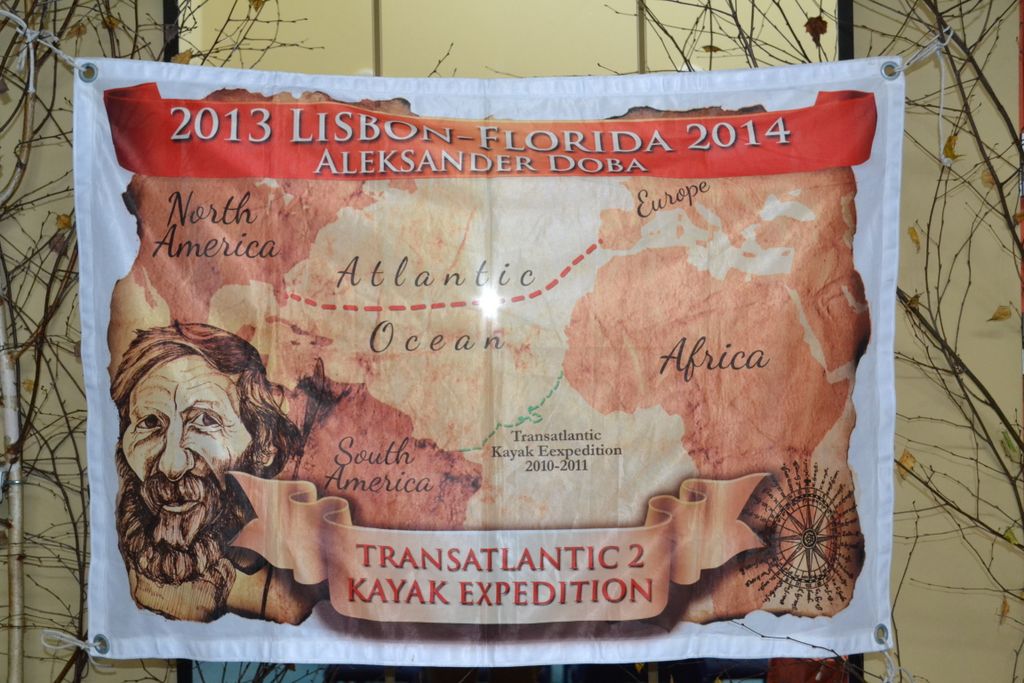 2013 LISBON-FLORIDA 2014
ALEKSANDER DOBA
North
America
Europe
Atlantic
Ocean
Africa
Transatlantic
Kayak Eexpedition
2010-2011
South
America
TRANSATLANTIC 2
KAYAK EXPEDITION